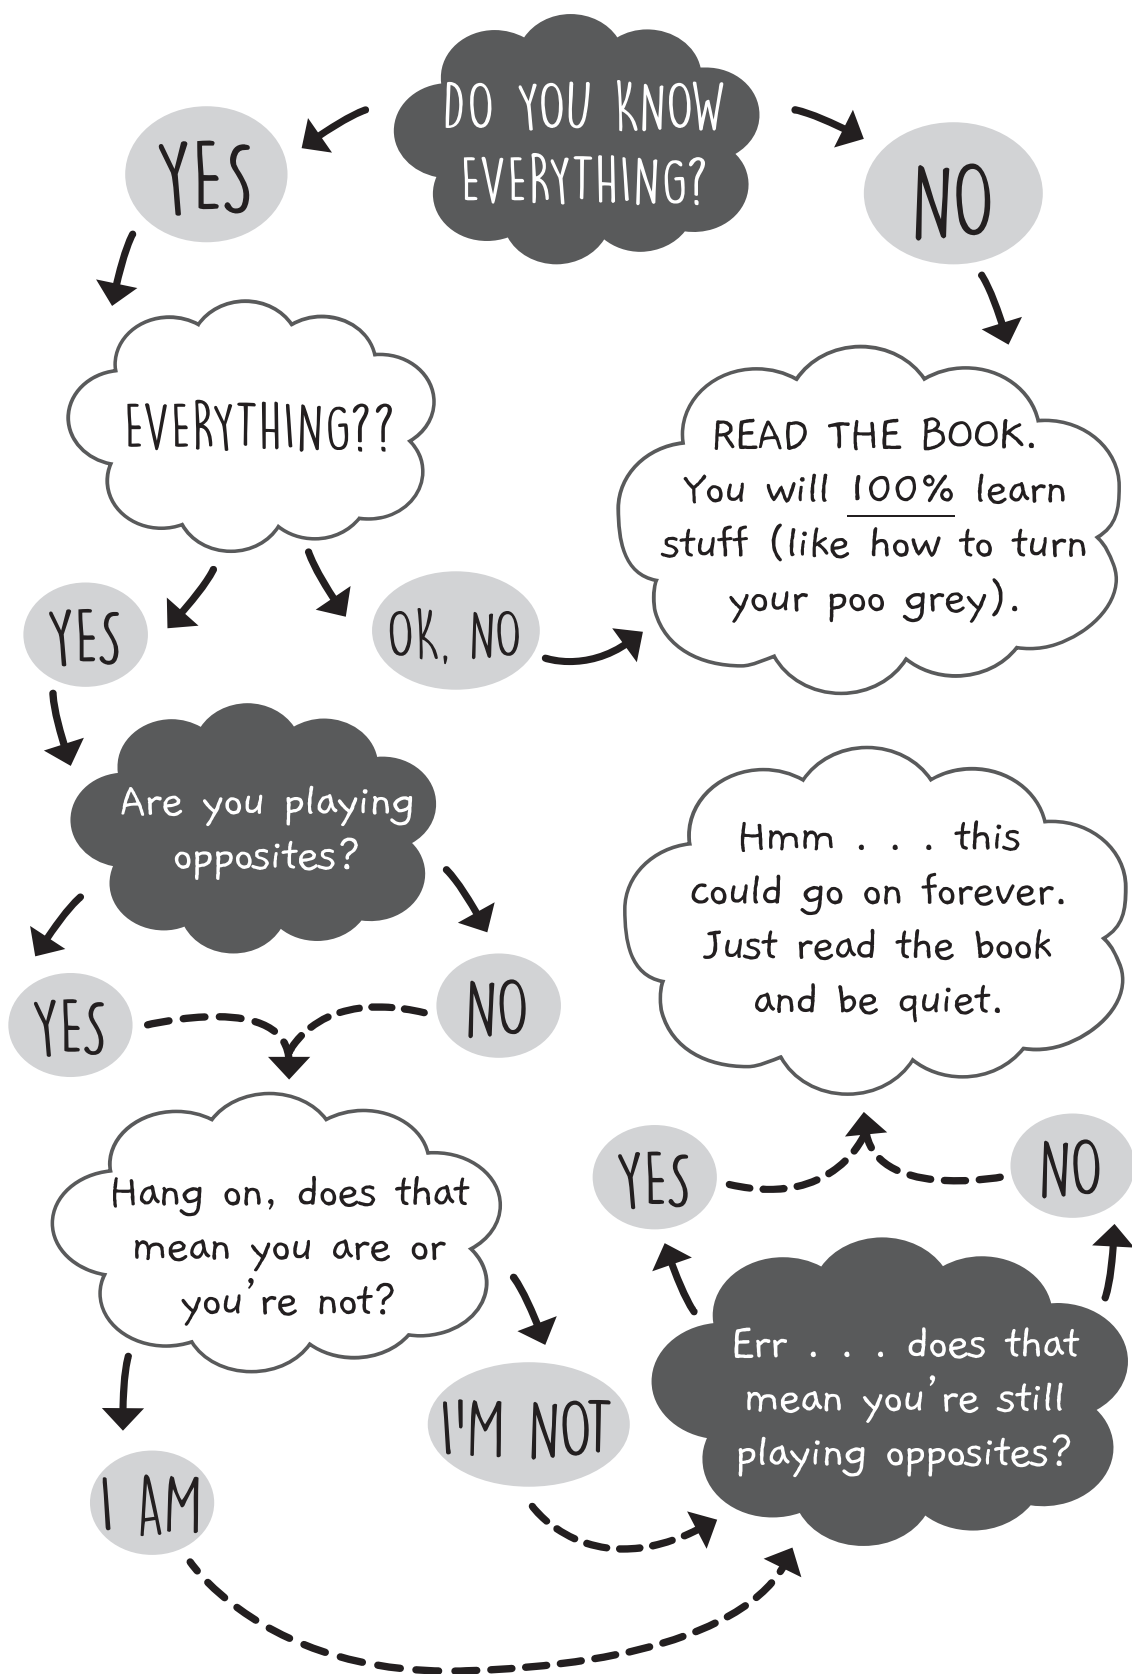 DO YOU KNOW
EVERYTHING?
YES
NO
EVERYTHING??
READ THE BOOK.
You will 100% learn
stuff (like how to turn
your poo grey).
YES
OK, NO
Are you playing
opposites?
YES
NO
Hang on, does that
mean you are or
you're not?
I AM
I'M NOT
Err . . . does that
mean you're still
playing opposites?
YES
NO
Hmm . . . this
could go on forever.
Just read the book
and be quiet.